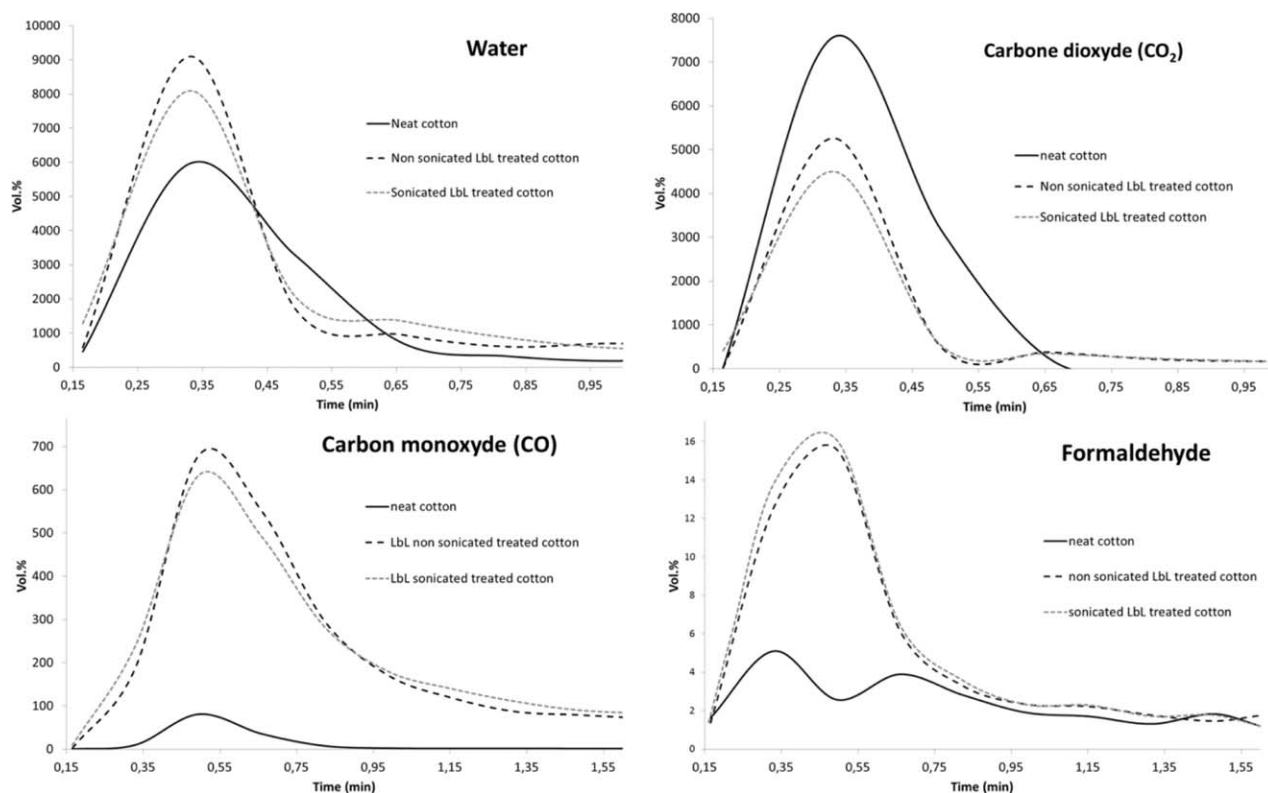 Water
Vol.%
10000
9000
8000
7000
6000
5000
4000
3000
2000
1000
0
Neat cotton
Non sonicated LbL treated cotton
Sonicated LbL treated cotton
0,15 0,25 0,35 0,45 0,55 0,65 0,75 0,85 0,95
Time (min)
Carbone dioxyde (CO₂)
Vol.%
8000
7000
6000
5000
4000
3000
2000
1000
0
neat cotton
Non sonicated LbL treated cotton
Sonicated LbL treated cotton
0,15 0,25 0,35 0,45 0,55 0,65 0,75 0,85 0,95
Time (min)
Carbon monoxyde (CO)
Vol.%
700
600
500
400
300
200
100
0
neat cotton
LbL non sonicated treated cotton
LbL sonicated treated cotton
0,15 0,35 0,55 0,75 0,95 1,15 1,35 1,55
Time (min)
Formaldehyde
Vol.%
16
14
12
10
8
6
4
2
0
neat cotton
non sonicated LbL treated cotton
sonicated LbL treated cotton
0,15 0,35 0,55 0,75 0,95 1,15 1,35 1,55
Time (min)